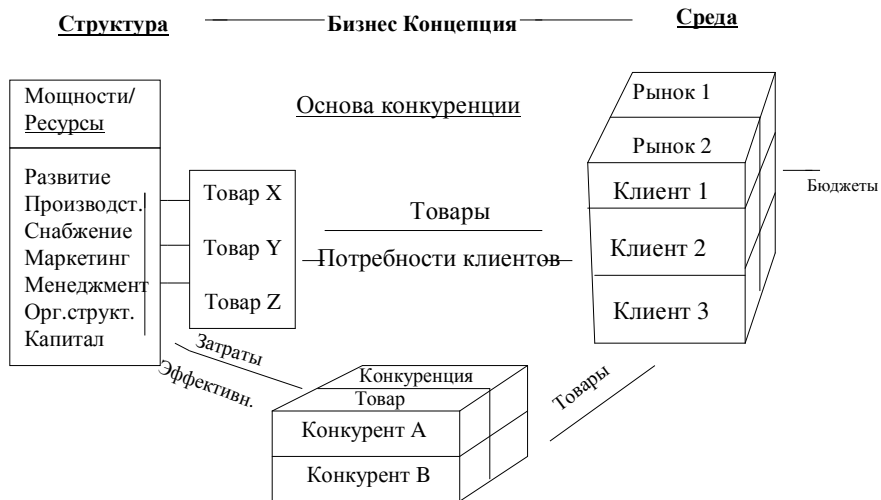 Структура
Бизнес Концепция
Среда
Мощности/
Ресурсы
Основа конкуренции
Рынок 1
Рынок 2
Развитие
Производст.
Снабжение
Маркетинг
Менеджмент
Орг.структ.
Капитал
Товар X
Товар Y
Товар Z
Товары
Потребности клиентов
Клиент 1
Клиент 2
Клиент 3
Бюджеты
Затраты
Эффективн.
Конкуренция
Товар
Конкурент А
Конкурент В
Товары